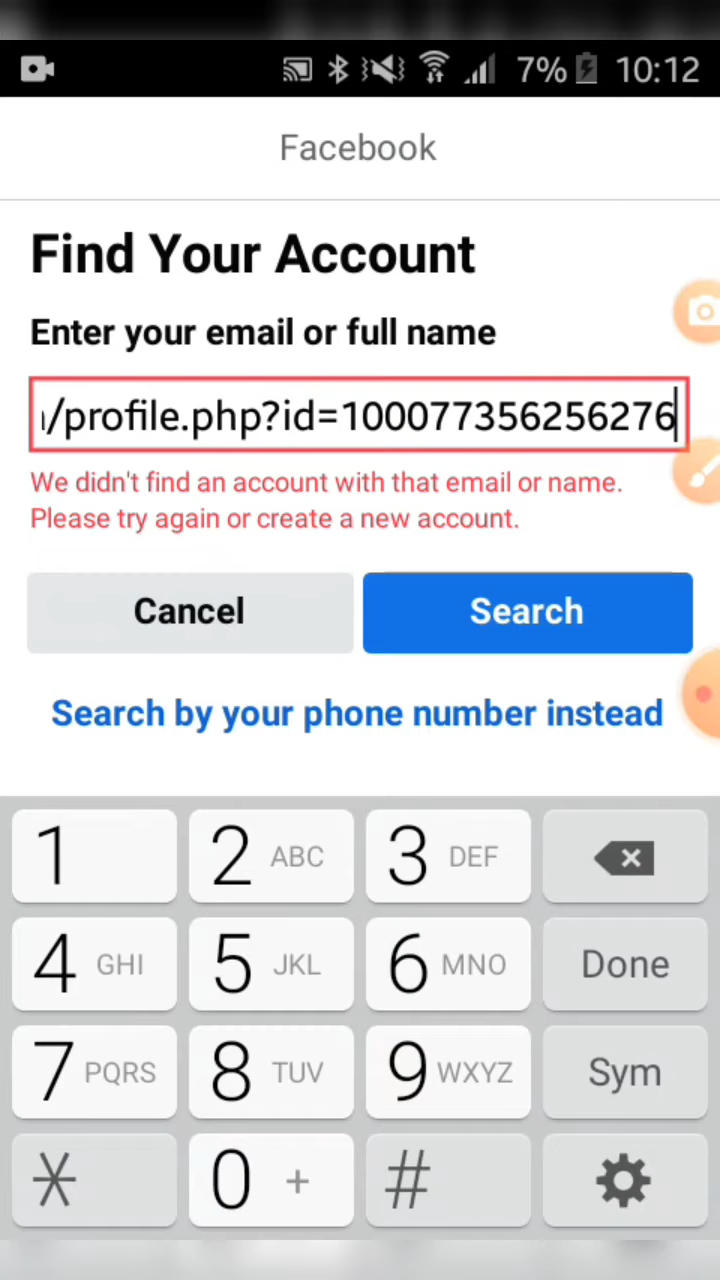 7% 10:12
Facebook
Find Your Account
Enter your email or full name
/profile.php?id=100077356256276
We didn't find an account with that email or name.
Please try again or create a new account.
Cancel Search
Search by your phone number instead
1 2 ABC 3 DEF
4 GHI 5 JKL 6 MNO Done
7 PQRS 8 TUV 9 WXYZ Sym
* 0 + #